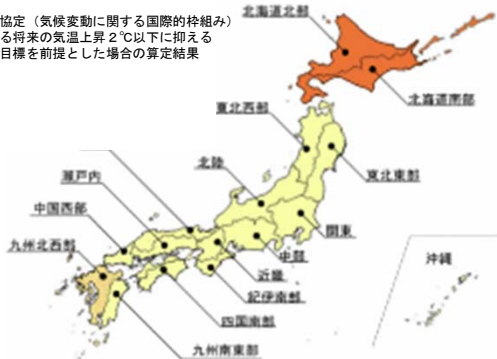 協定（気候変動に関する国際的枠組み）
る将来の気温上昇２℃以下に抑える
目標を前提とした場合の算定結果
北海道北部
北海道南部
東北西部
北陸
東北東部
瀬戸内
中国西部
関東
九州北西部
中部
近畿
沖縄
紀伊南部
四国南部
九州南東部